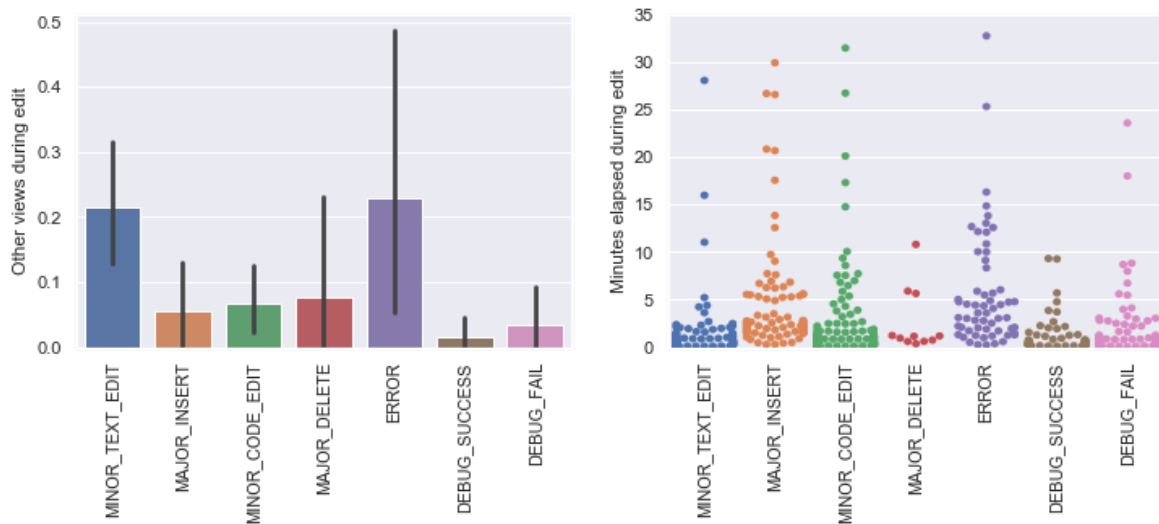 Other views during edit
0.5
0.4
0.3
0.2
0.1
0.0
MINOR_TEXT_EDIT
MAJOR_INSERT
MINOR_CODE_EDIT
MAJOR_DELETE
ERROR
DEBUG_SUCCESS
DEBUG_FAIL
Minutes elapsed during edit
35
30
25
20
15
10
5
0
MINOR_TEXT_EDIT
MAJOR_INSERT
MINOR_CODE_EDIT
MAJOR_DELETE
ERROR
DEBUG_SUCCESS
DEBUG_FAIL